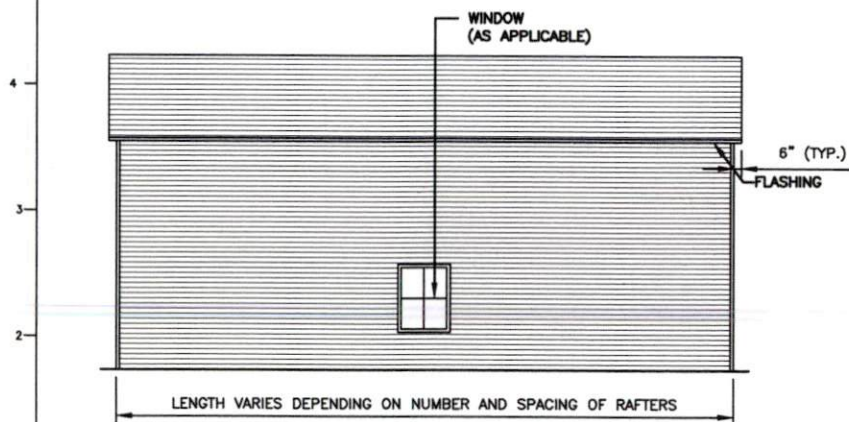 WINDOW
(AS APPLICABLE)
4
6" (TYP.)
FLASHING
3
2
LENGTH VARIES DEPENDING ON NUMBER AND SPACING OF RAFTERS